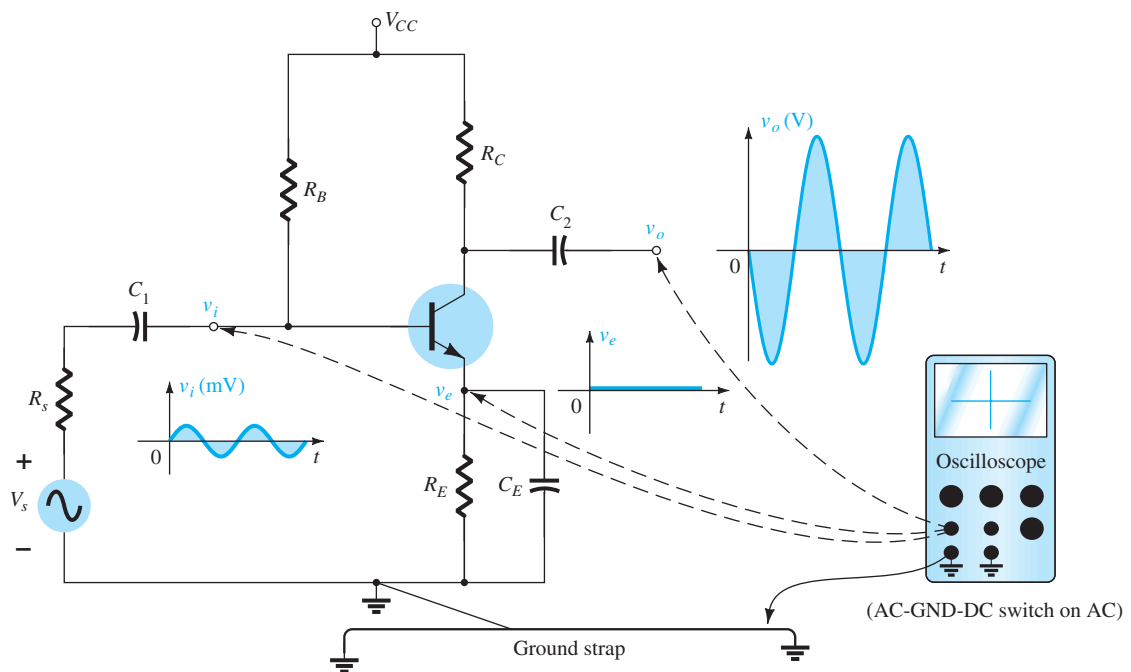 V_CC
R_C
R_B
C_2
v_o
v_o (V)
0
t
C_1
v_i
v_e
0
t
v_e
R_s
v_i (mV)
0
t
+
V_s
−
R_E
C_E
Oscilloscope
(AC-GND-DC switch on AC)
Ground strap